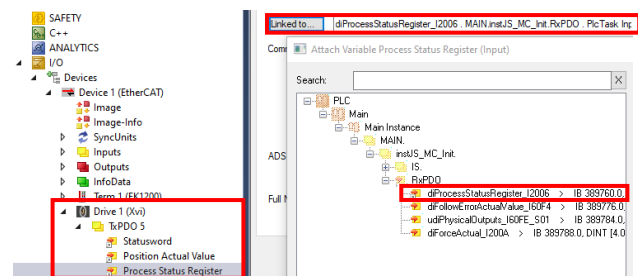 SAFETY
C++
ANALYTICS
I/O
Devices
Device 1 (EtherCAT)
Image
Image-Info
SyncUnits
Inputs
Outputs
InfoData
Term 1 (EK1200)
Drive 1 (Xvi)
TxPDO 5
Statusword
Position Actual Value
Process Status Register
Linked to...
diProcessStatusRegister_I2006 . MAIN.instJS_MC_Init.RxPDO . PlcTask Inp
Com
ADS
Full
Attach Variable Process Status Register (Input)
Search:
X
PLC
Main
Main Instance
MAIN.
instJS_MC_Init.
IS.
RxPDO
diProcessStatusRegister_I2006 > IB 389760.0,
diFollowErrorActualValue_I60F4 > IB 389776.0,
udiPhysicalOutputs_I60FE_S01 > IB 389784.0,
diForceActual_I200A > IB 389788.0, DINT [4.0